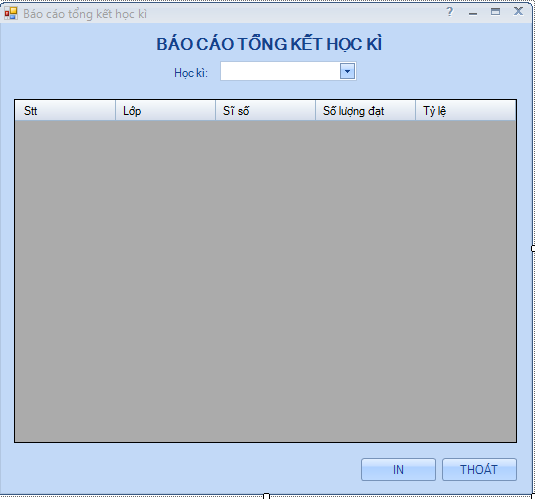 Báo cáo tổng kết học kì
BÁO CÁO TỔNG KẾT HỌC KÌ
Học kì:
Stt Lớp Sĩ số Số lượng đạt Tỷ lệ
IN THOÁT